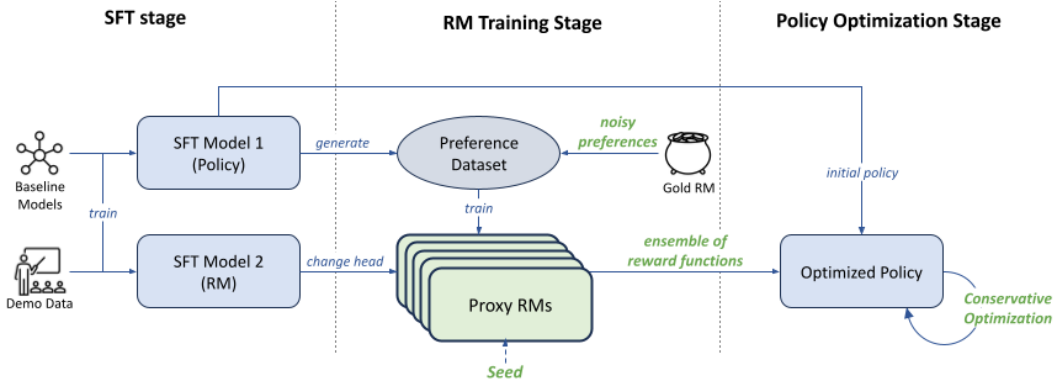 SFT stage
RM Training Stage
Policy Optimization Stage
Baseline
Models
train
Demo Data
SFT Model 1
(Policy)
SFT Model 2
(RM)
generate
change head
Preference
Dataset
noisy
preferences
Gold RM
train
Proxy RMs
Seed
ensemble of
reward functions
initial policy
Optimized Policy
Conservative
Optimization